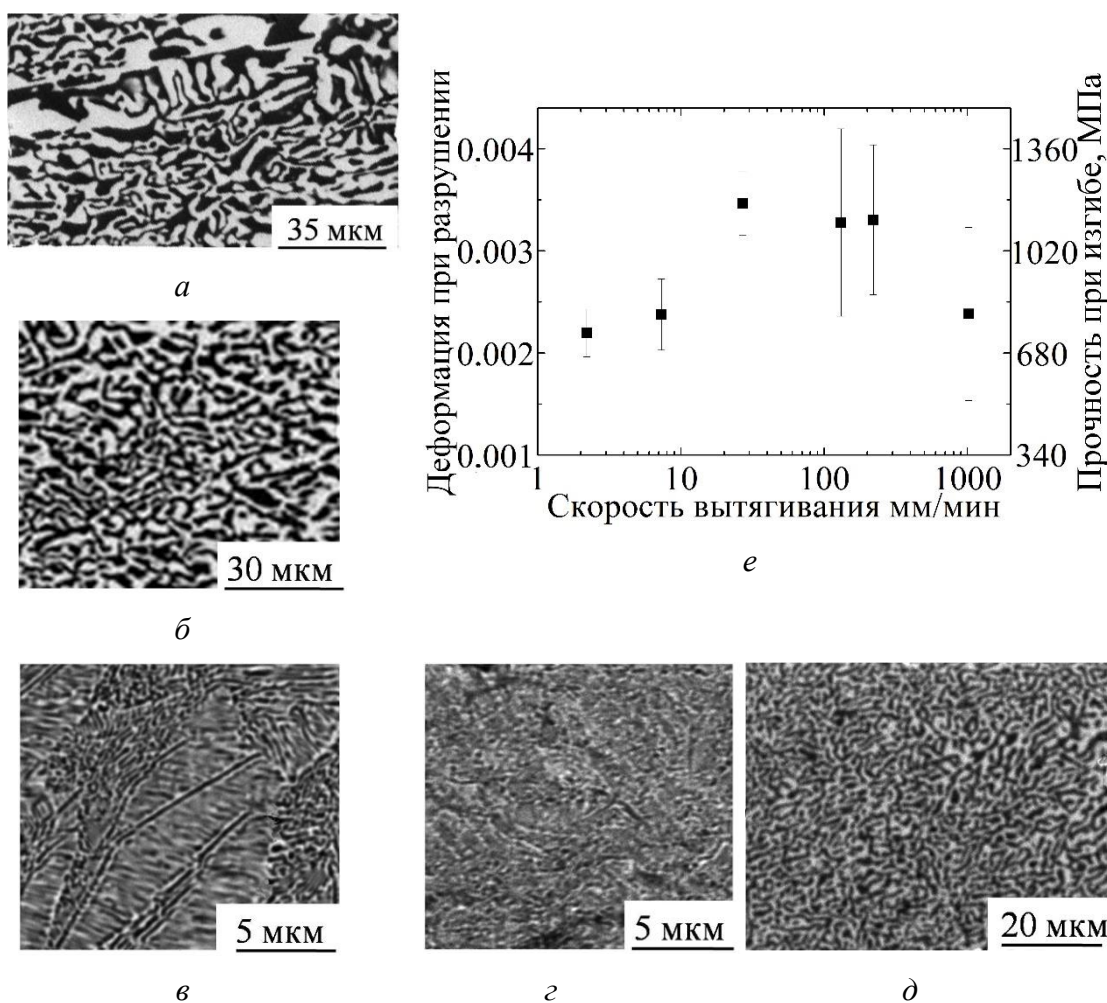 35 мкм
а
30 мкм
б
Деформация при разрушении
0.004
0.003
0.002
0.001
1360
1020
680
340
Прочность при изгибе, МПа
1
10
100
1000
Скорость вытягивания мм/мин
е
5 мкм
в
5 мкм
г
20 мкм
д